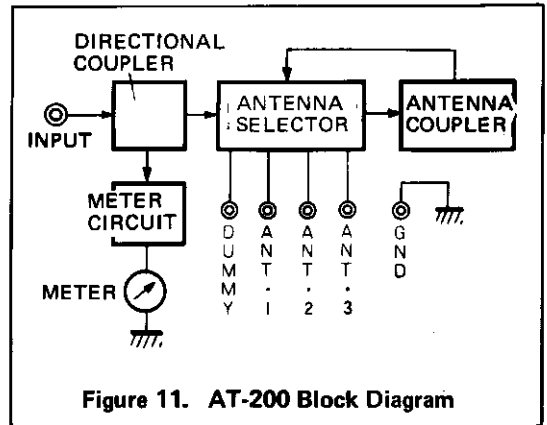 DIRECTIONAL
COUPLER
INPUT
ANTENNA
SELECTOR
ANTENNA
COUPLER
METER
CIRCUIT
METER
DUMMY
ANT.1
ANT.2
ANT.3
GND
Figure 11. AT-200 Block Diagram